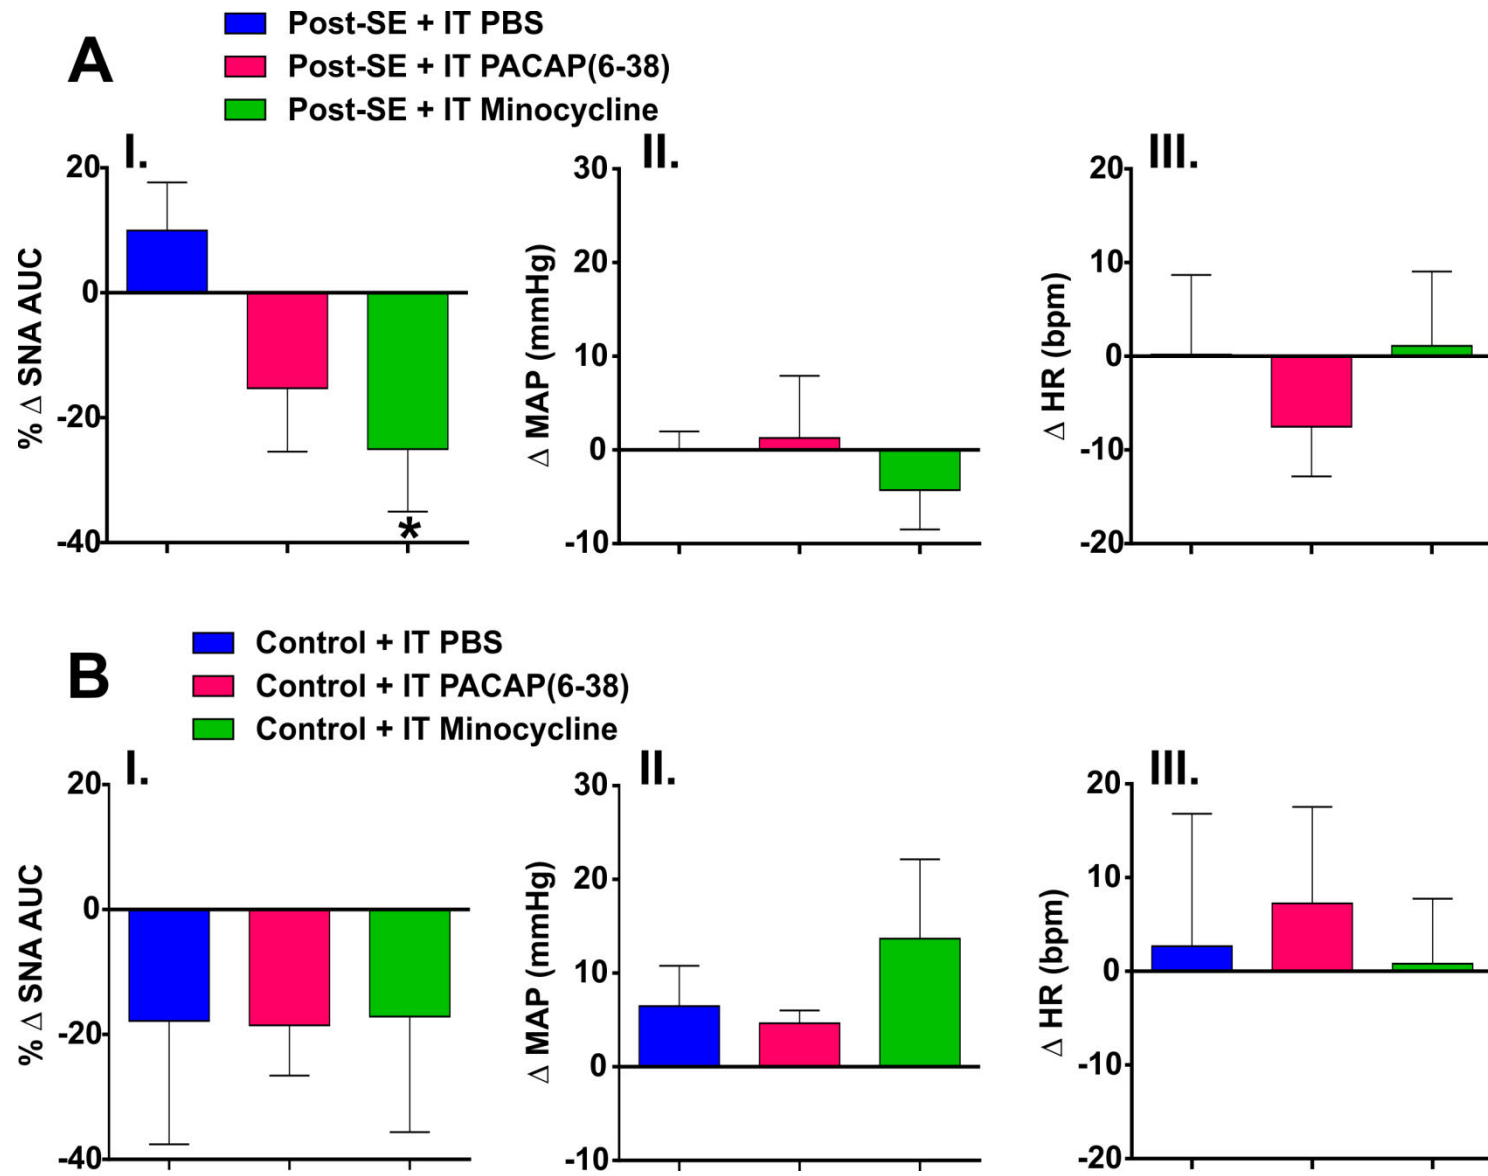 A
Post-SE + IT PBS
Post-SE + IT PACAP(6-38)
Post-SE + IT Minocycline
I.
20
0
-20
-40
% Δ SNA AUC
*
II.
30
20
10
0
-10
Δ MAP (mmHg)
III.
20
10
0
-10
-20
Δ HR (bpm)
B
Control + IT PBS
Control + IT PACAP(6-38)
Control + IT Minocycline
I.
20
0
-20
-40
% Δ SNA AUC
II.
30
20
10
0
-10
Δ MAP (mmHg)
III.
20
10
0
-10
-20
Δ HR (bpm)